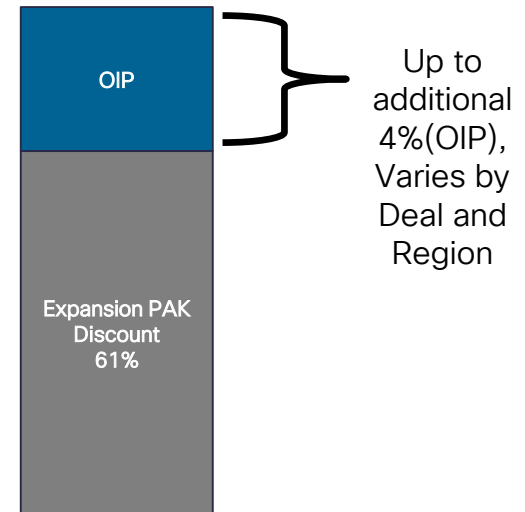 OIP
Up to
additional
4%(OIP),
Varies by
Deal and
Region
Expansion PAK
Discount
61%